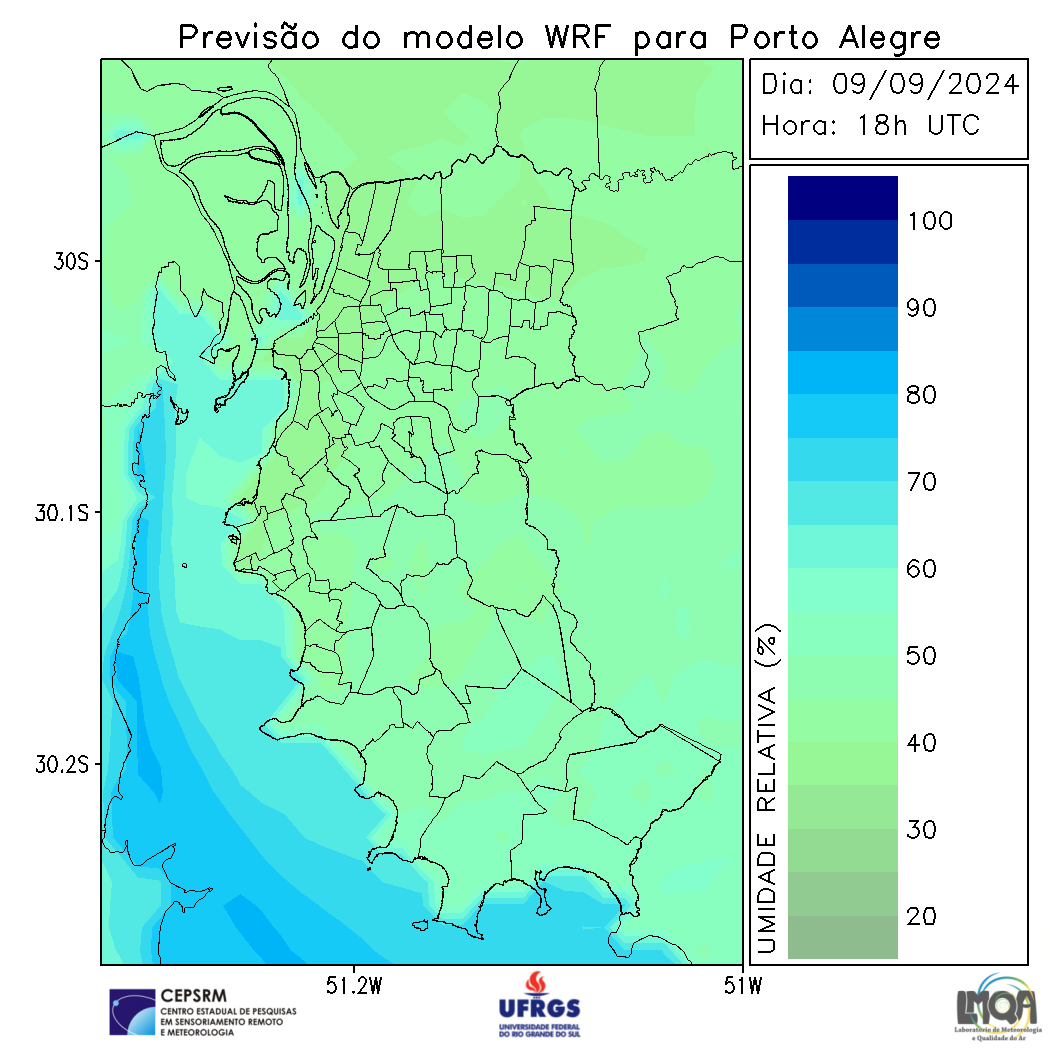 Previsão do modelo WRF para Porto Alegre
Dia: 09/09/2024
Hora: 18h UTC
30S
30.1S
30.2S
51.2W
51W
100
90
80
70
60
50
40
30
20
UMIDADE RELATIVA (%)
CEPSRM
CENTRO ESTADUAL DE PESQUISAS
EM SENSORIAMENTO REMOTO
E METEOROLOGIA
UFRGS
UNIVERSIDADE FEDERAL
DO RIO GRANDE DO SUL
LMQA
Laboratório de Meteorologia
e Qualidade do Ar